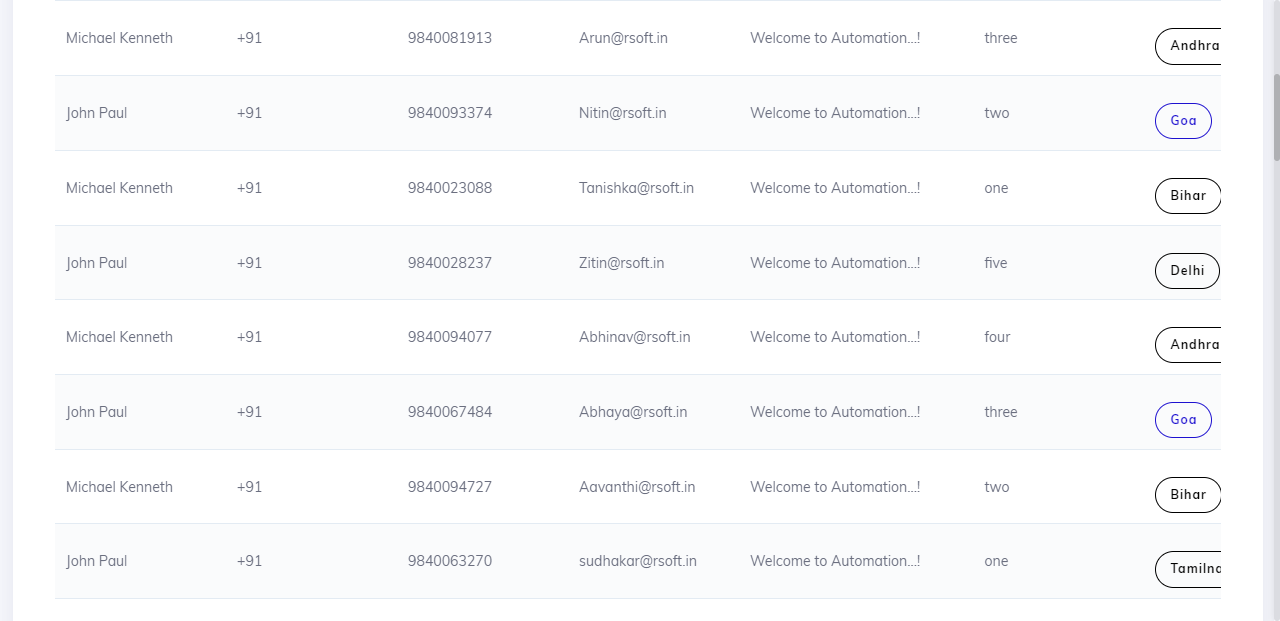 Michael Kenneth +91 9840081913 Arun@rsoft.in Welcome to Automation...! three Andhra
John Paul +91 9840093374 Nitin@rsoft.in Welcome to Automation...! two Goa
Michael Kenneth +91 9840023088 Tanishka@rsoft.in Welcome to Automation...! one Bihar
John Paul +91 9840028237 Zitin@rsoft.in Welcome to Automation...! five Delhi
Michael Kenneth +91 9840094077 Abhinav@rsoft.in Welcome to Automation...! four Andhra
John Paul +91 9840067484 Abhaya@rsoft.in Welcome to Automation...! three Goa
Michael Kenneth +91 9840094727 Aavanthi@rsoft.in Welcome to Automation...! two Bihar
John Paul +91 9840063270 sudhakar@rsoft.in Welcome to Automation...! one Tamilna